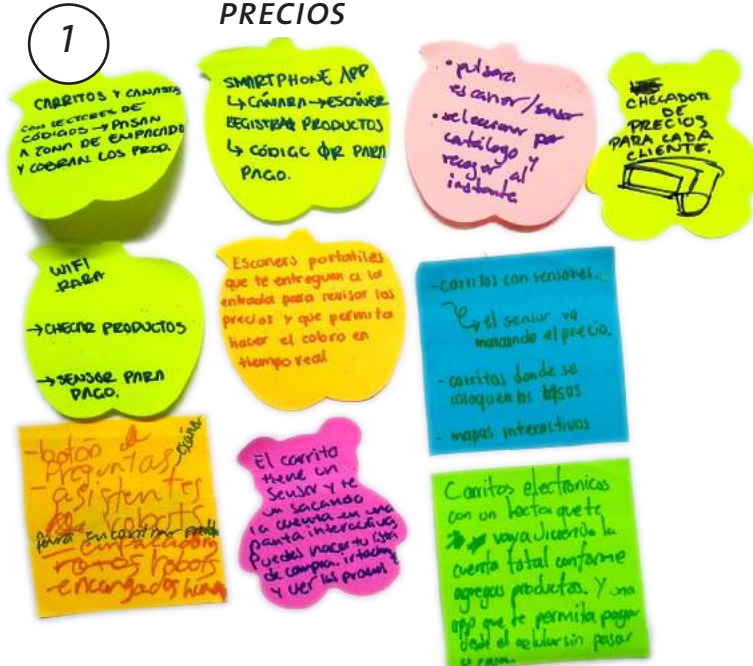 1
PRECIOS
CARRITOS Y CANASTAS
CON LECTORES DE
CÓDIGOS → PASAN
A ZONA DE EMPACADO
Y COBRAN LOS PROD.
SMARTPHONE APP
↳ CÁMARA → ESCÁNER
REGISTRAR PRODUCTOS
↳ CÓDIGO QR PARA
PAGO.
• pulsera
escaner/sensor
• seleccionar por
catálogo y
recoger al
instante
CHECADOR
DE
PRECIOS
PARA CADA
CLIENTE.
WIFI
PARA
→ CHECAR PRODUCTOS
→ SENSOR PARA
PAGO.
Escaners portatiles
que te entreguen a la
entrada para revisar los
precios y que permita
hacer el cobro en
tiempo real
- carritos con sensores.
↳ el sensor va
marcando el precio.
- carritos donde se
coloquen las bolsas
- mapas interactivos
- botón de
Preguntas
- asistentes
robots
para encontrar
- empacadores
robots
encargados
El carrito
tiene un
sensor y te
va sacando
la cuenta en una
interactiva
Puedes hacer tu lista
de compra,
y ver las
Carritos electronicos
con un lector que te
vaya diciendo la
cuenta total conforme
agregas productos. Y una
app que te permita pagar
desde el celular sin pasar